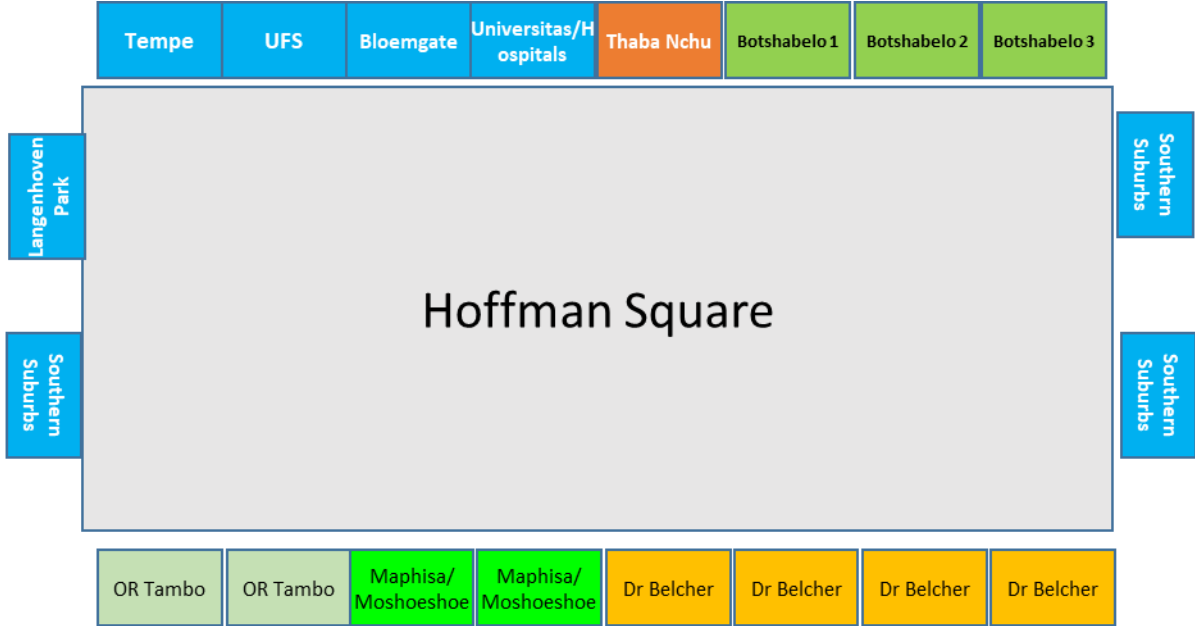 Tempe
UFS
Bloemgate
Universitas/H
ospitals
Thaba Nchu
Botshabelo 1
Botshabelo 2
Botshabelo 3
Langenhoven
Park
Southern
Suburbs
Hoffman Square
Southern
Suburbs
Southern
Suburbs
OR Tambo
OR Tambo
Maphisa/
Moshoeshoe
Maphisa/
Moshoeshoe
Dr Belcher
Dr Belcher
Dr Belcher
Dr Belcher